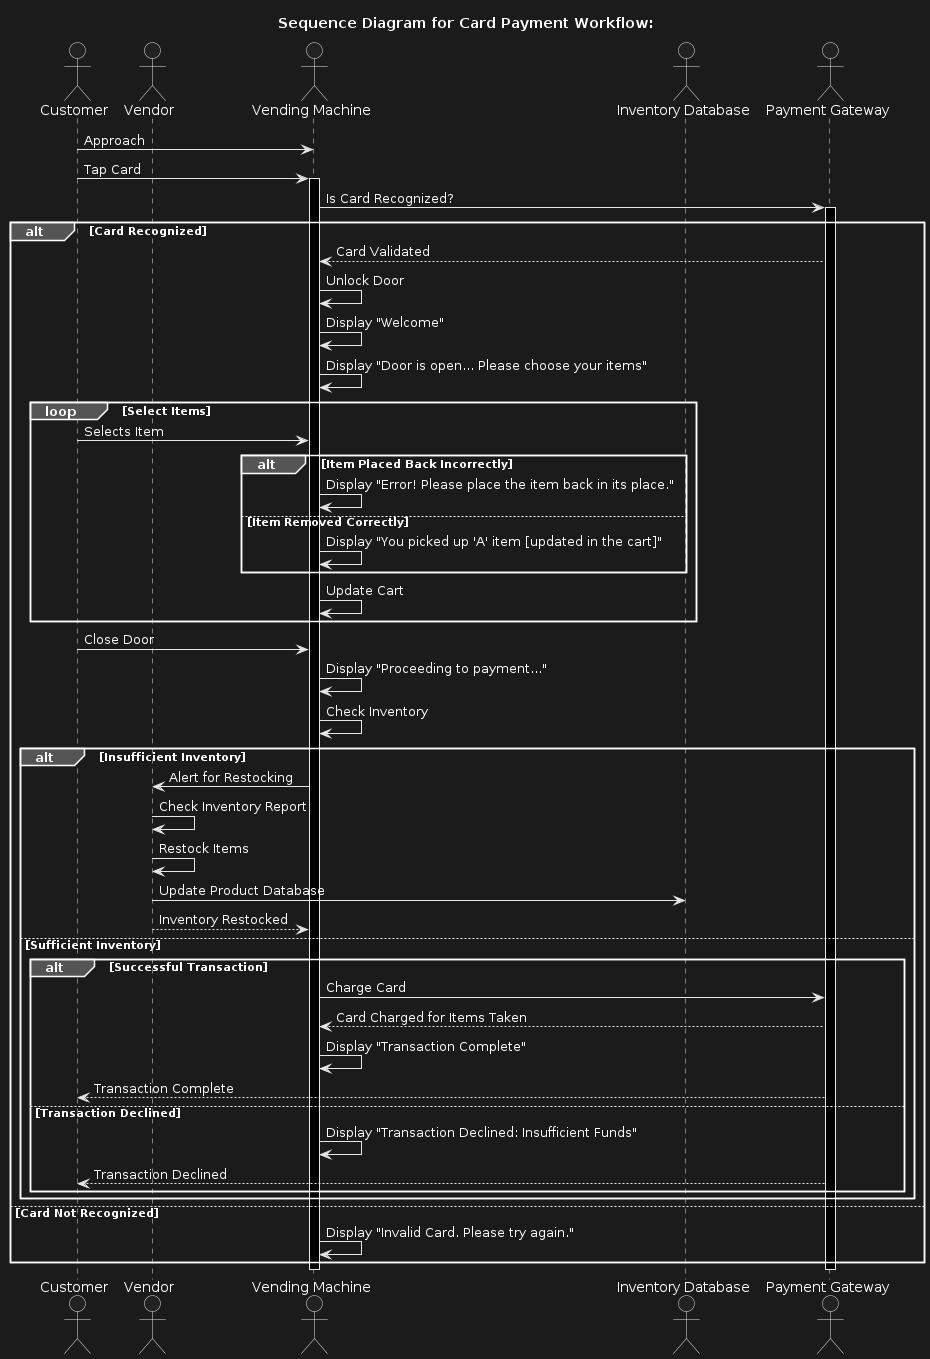 Sequence Diagram for Card Payment Workflow:
Customer Vendor Vending Machine Inventory Database Payment Gateway
Approach
Tap Card
Is Card Recognized?
alt [Card Recognized]
Card Validated
Unlock Door
Display "Welcome"
Display "Door is open... Please choose your items"
loop [Select Items]
Selects Item
alt [Item Placed Back Incorrectly]
Display "Error! Please place the item back in its place."
[Item Removed Correctly]
Display "You picked up 'A' item [updated in the cart]"
Update Cart
Close Door
Display "Proceeding to payment..."
Check Inventory
alt [Insufficient Inventory]
Alert for Restocking
Check Inventory Report
Restock Items
Update Product Database
Inventory Restocked
[Sufficient Inventory]
alt [Successful Transaction]
Charge Card
Card Charged for Items Taken
Display "Transaction Complete"
Transaction Complete
[Transaction Declined]
Display "Transaction Declined: Insufficient Funds"
Transaction Declined
[Card Not Recognized]
Display "Invalid Card. Please try again."
Customer Vendor Vending Machine Inventory Database Payment Gateway